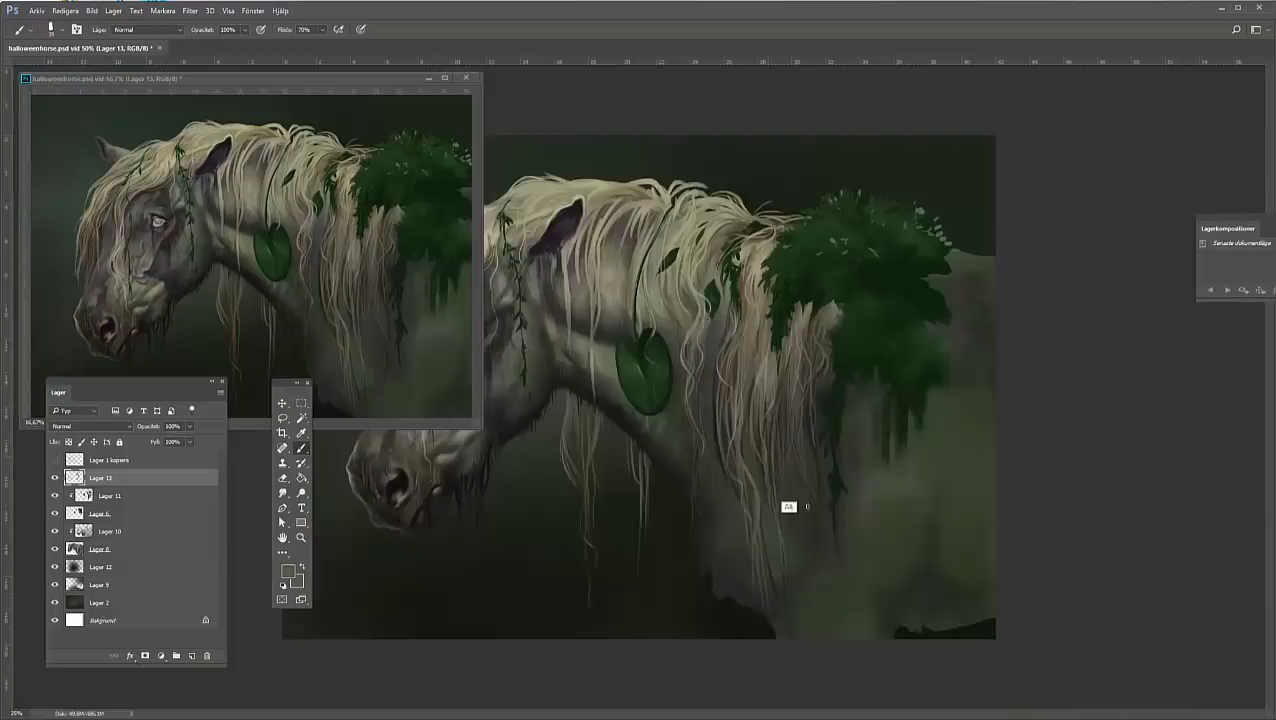 Ps Arkiv Redigera Bild Lager Text Markera Filter 3D Visa Fönster Hjälp
Läge: Normal Opacitet: 100% Flöde: 70%
halloweenhorse.psd vid 50% (Lager 13, RGB/8) *
halloweenhorse.psd vid 16,7% (Lager 13, RGB/8) *
Lagerkompositioner
Senaste dokumentläge
16,67%
Lager
Typ
Normal Opacitet: 100%
Lås: Fyll: 100%
Lager 1 kopiera
Lager 13
Lager 11
Lager 6
Lager 10
Lager 8
Lager 12
Lager 9
Lager 2
Bakgrund